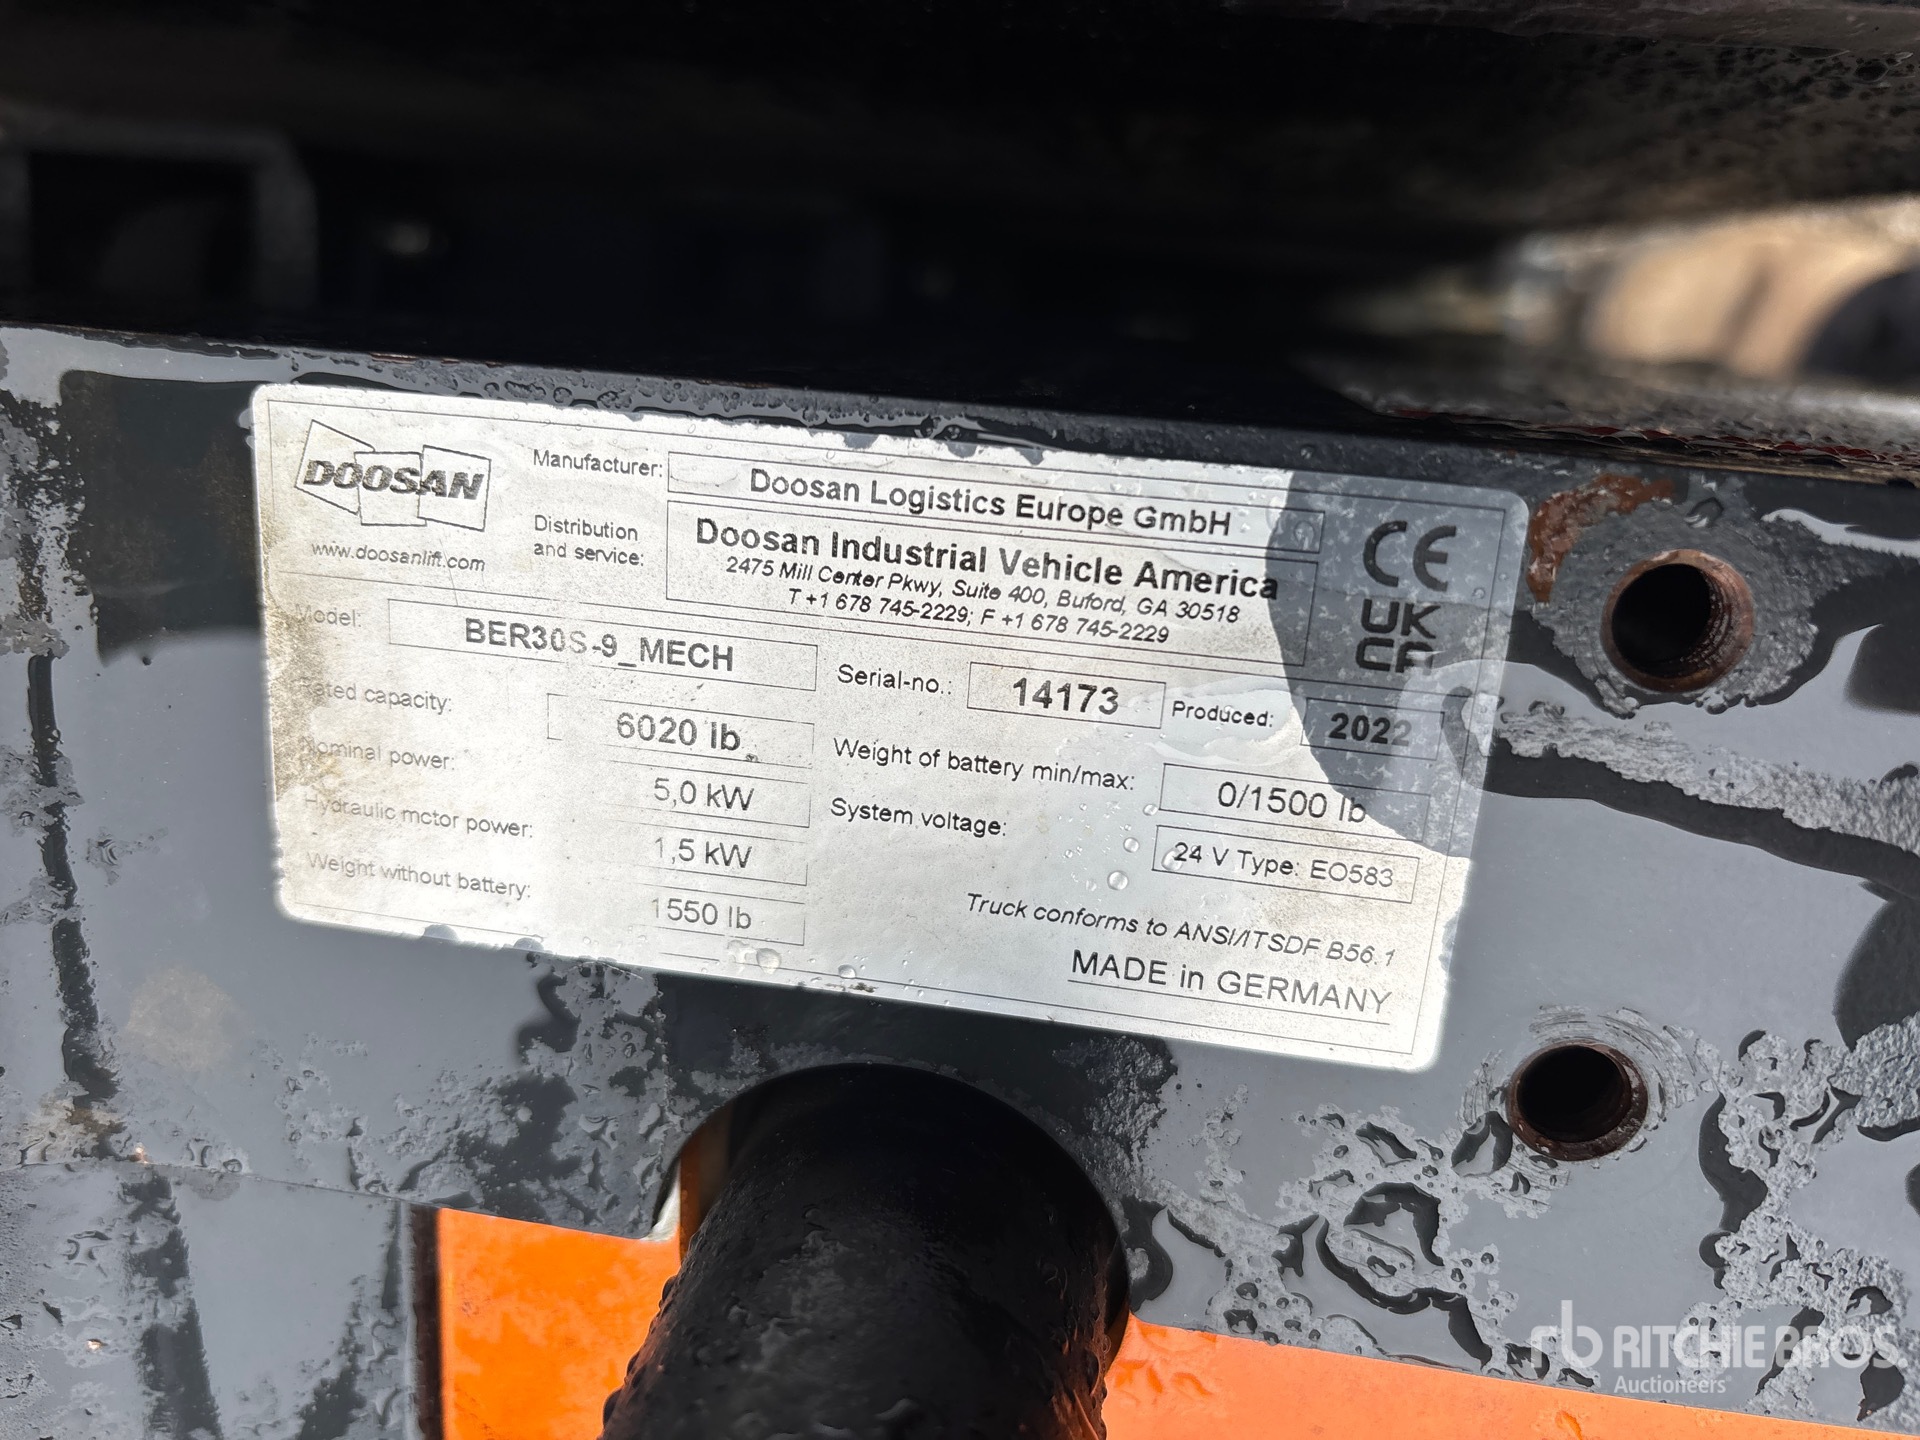 DOOSAN
www.doosanlift.com
Manufacturer: Doosan Logistics Europe GmbH
Distribution and service: Doosan Industrial Vehicle America
2475 Mill Center Pkwy, Suite 400, Buford, GA 30518
T +1 678 745-2229; F +1 678 745-2229
CE
UK
CA
Model: BER30S-9_MECH
Serial-no.: 14173 Produced: 2022
Rated capacity: 6020 lb
Weight of battery min/max: 0/1500 lb
Nominal power: 5,0 kW
System voltage: 24 V Type: EO583
Hydraulic motor power: 1,5 kW
Weight without battery: 1550 lb
Truck conforms to ANSI/ITSDF B56.1
MADE in GERMANY
rb RITCHIE BROS.
Auctioneers